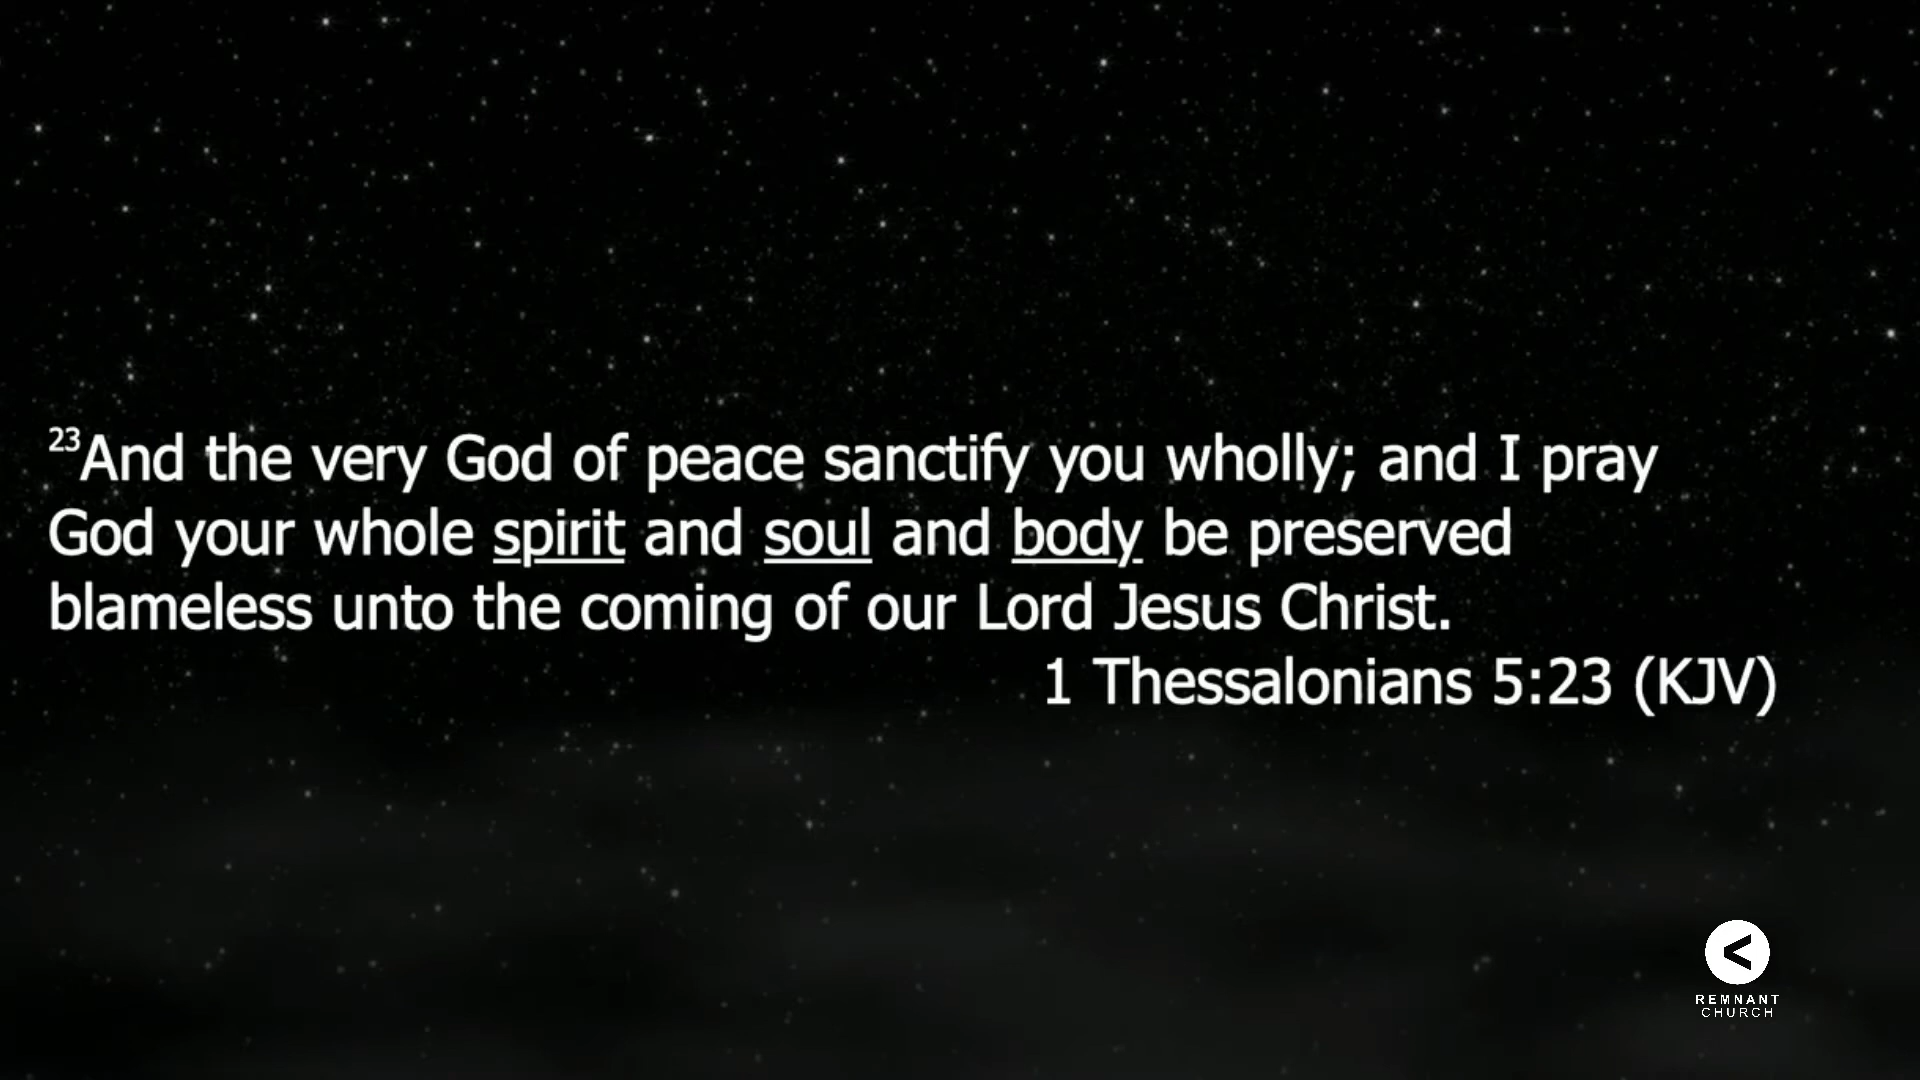 23And the very God of peace sanctify you wholly; and I pray
God your whole spirit and soul and body be preserved
blameless unto the coming of our Lord Jesus Christ.
1 Thessalonians 5:23 (KJV)
<
REMNANT
CHURCH